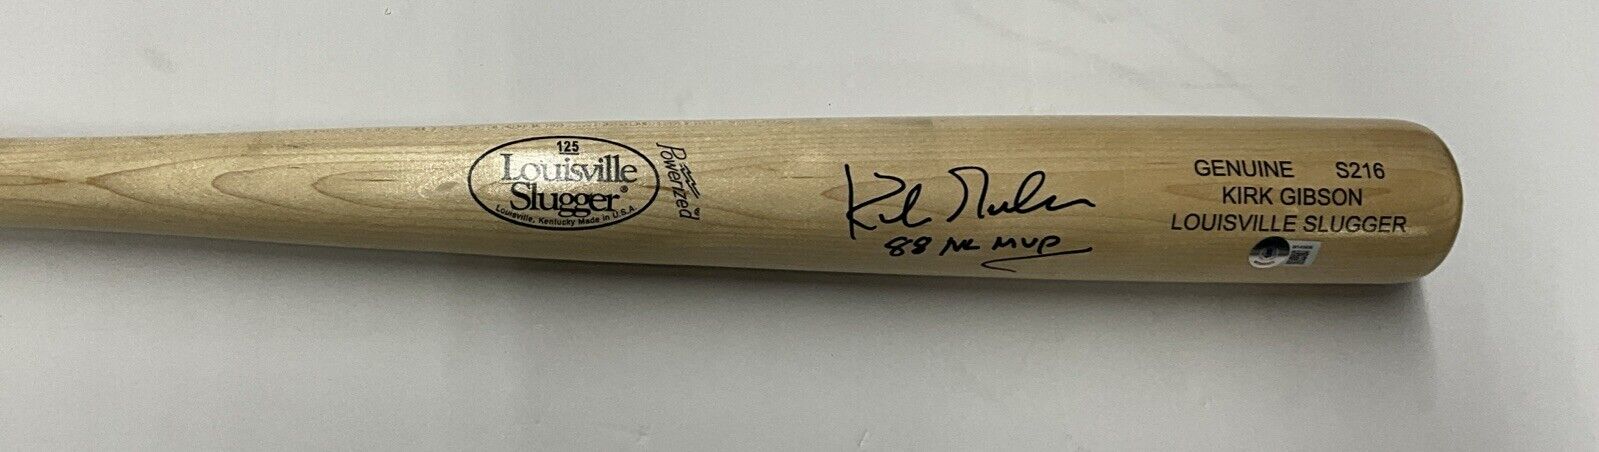 125
Louisville
Slugger®
Louisville, Kentucky Made in U.S.A.
Powerized
Kirk Gibson
88 NL MVP
GENUINE S216
KIRK GIBSON
LOUISVILLE SLUGGER